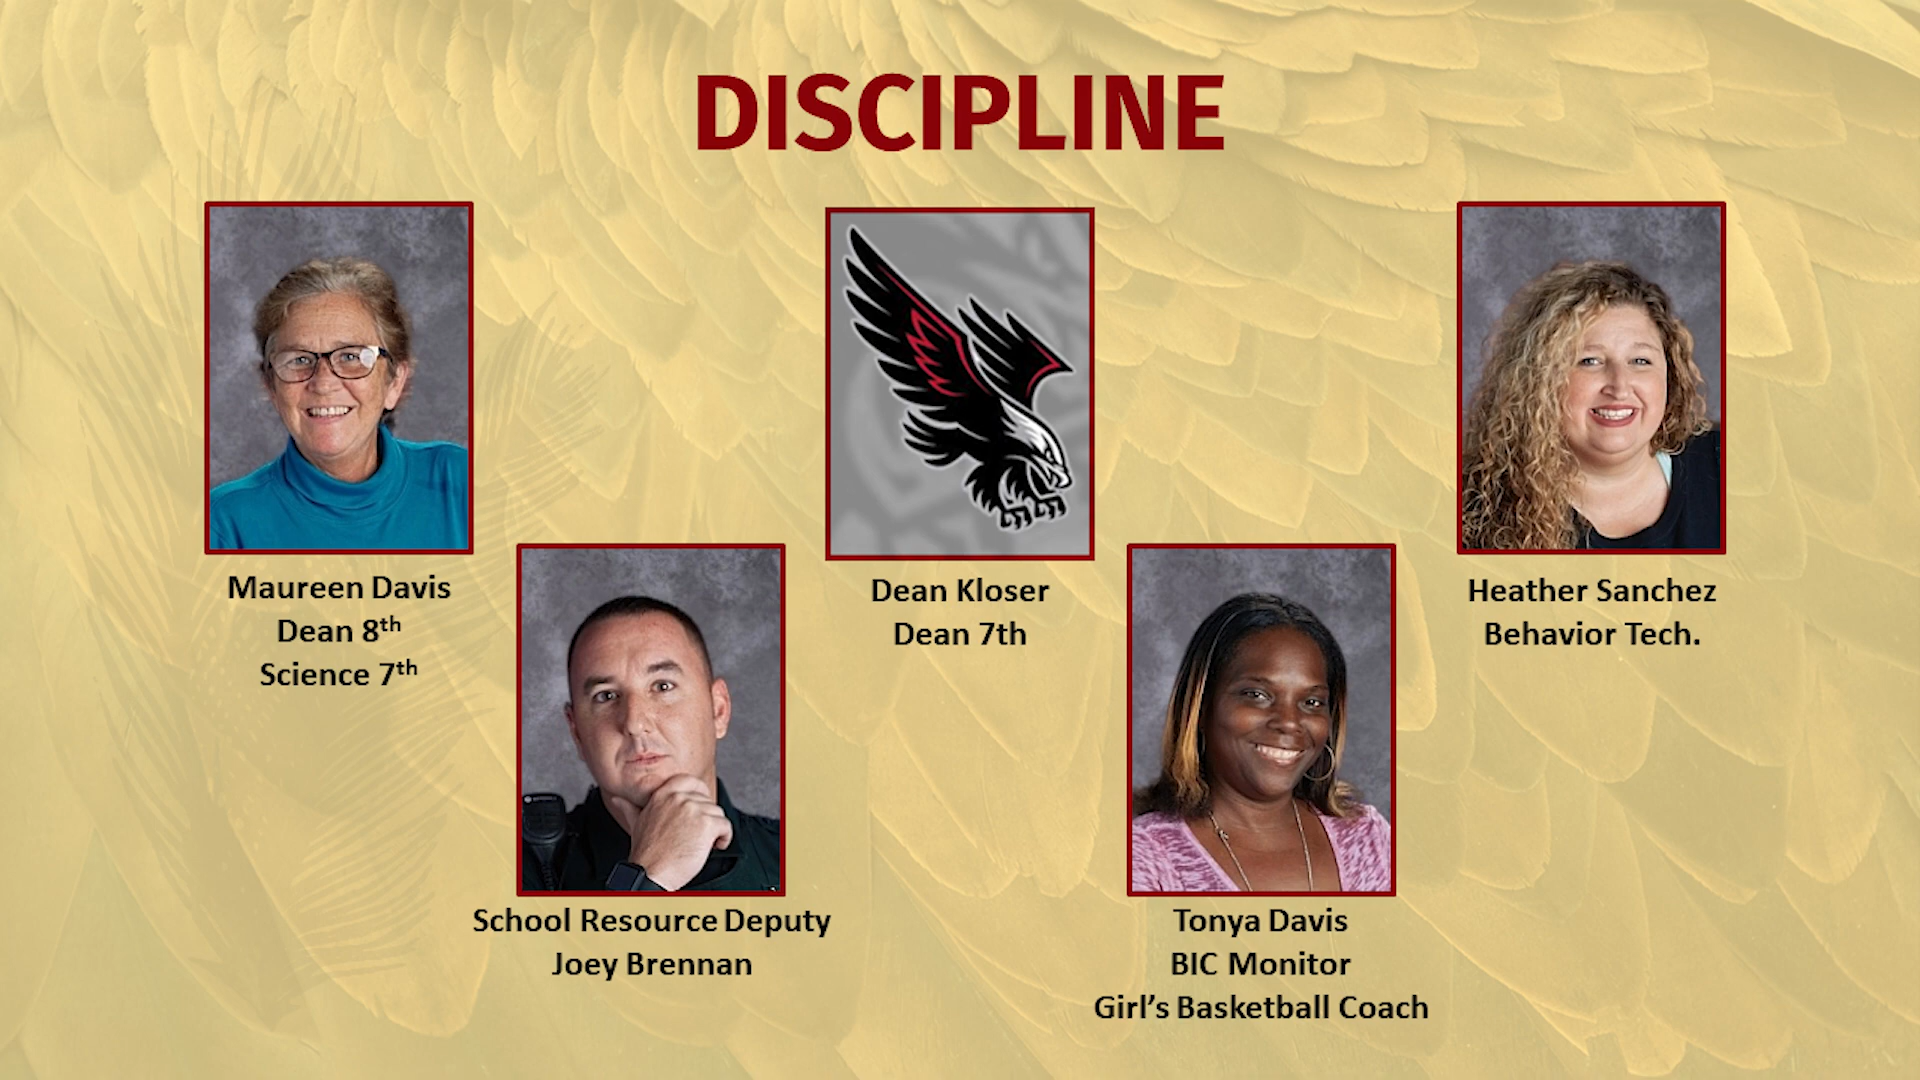 DISCIPLINE
Maureen Davis
Dean 8th
Science 7th
Dean Kloser
Dean 7th
Heather Sanchez
Behavior Tech.
School Resource Deputy
Joey Brennan
Tonya Davis
BIC Monitor
Girl's Basketball Coach